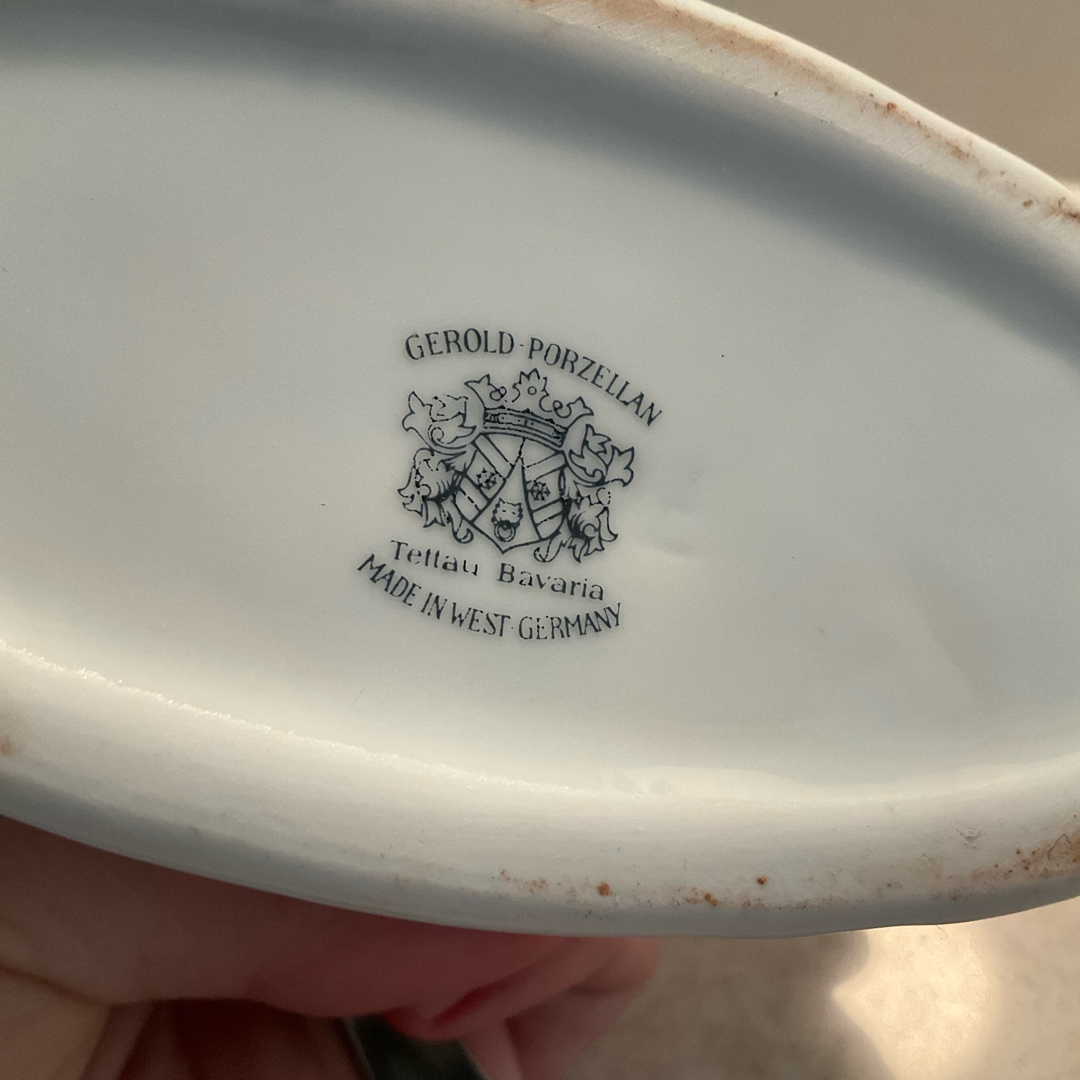 GEROLD-PORZELLAN
Tettau Bavaria
MADE IN WEST-GERMANY